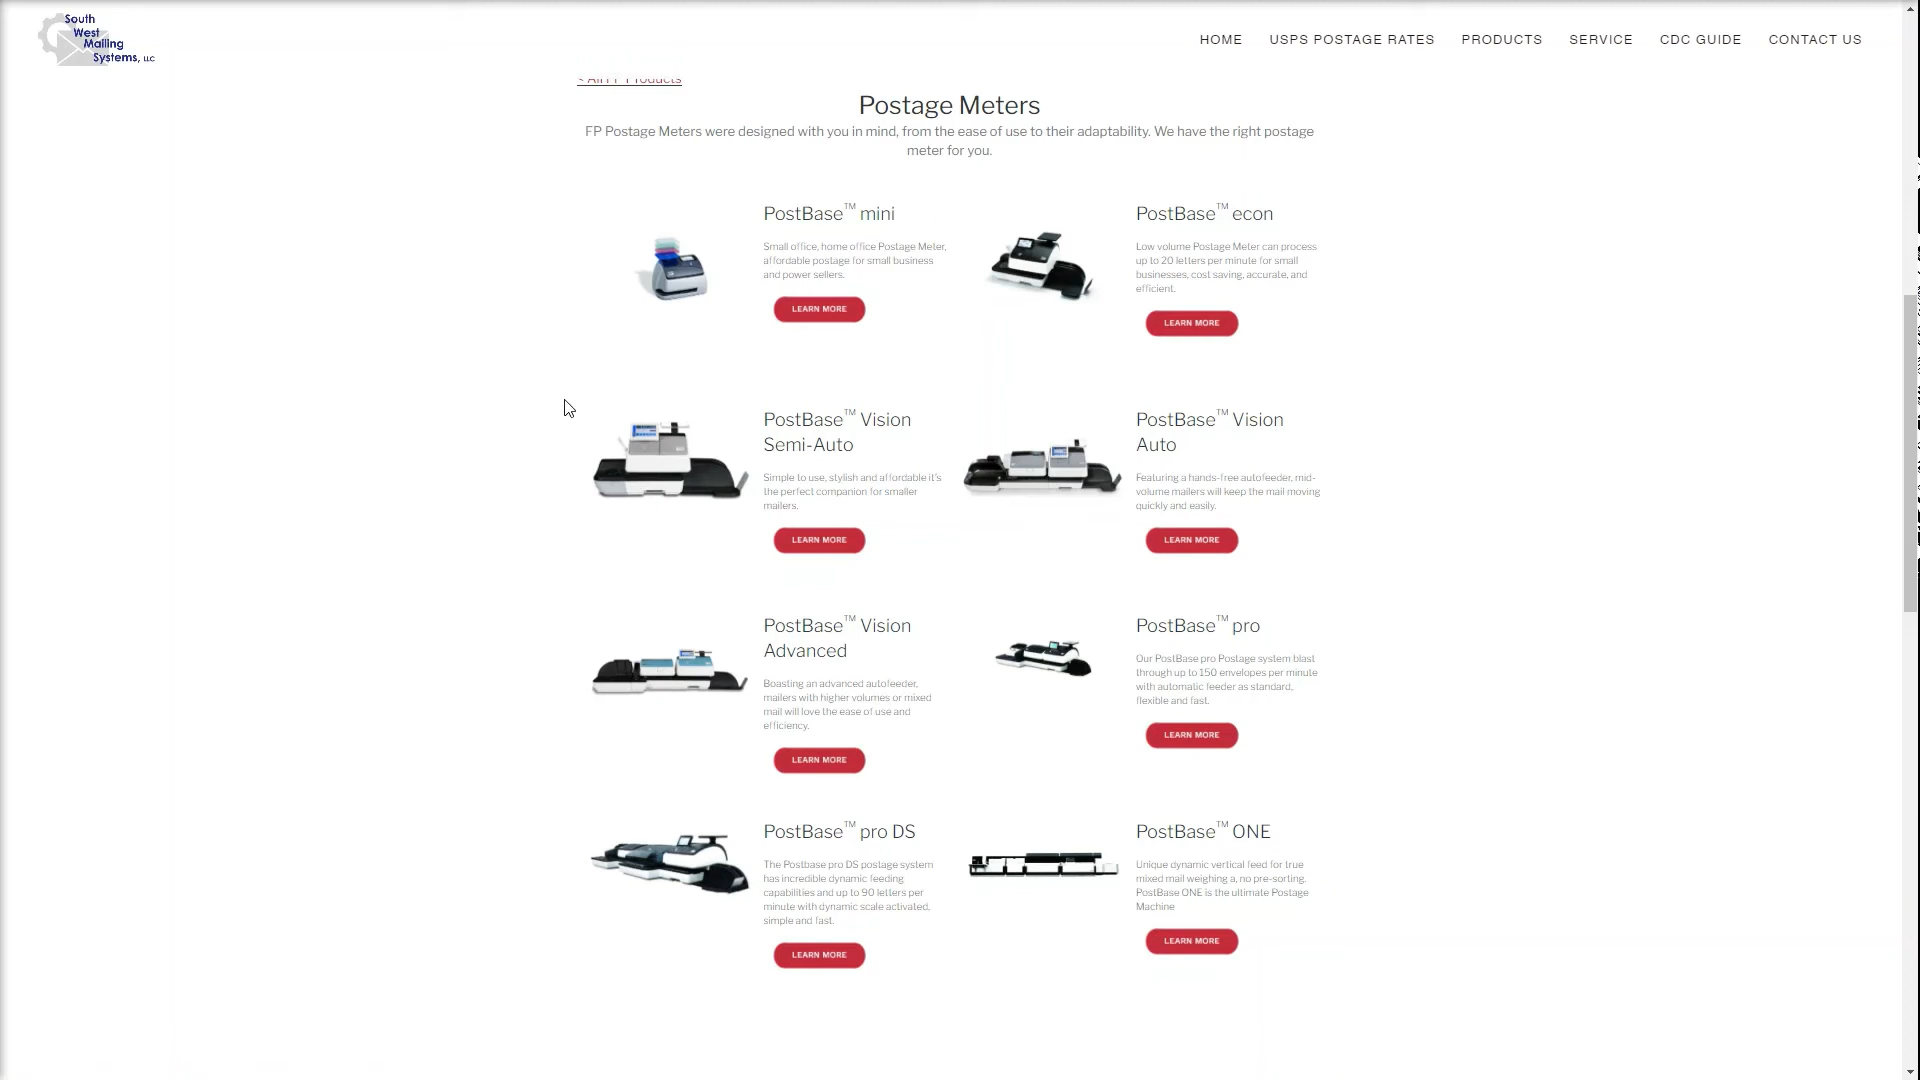 South
West
Mailing
Systems, LLC
HOME USPS POSTAGE RATES PRODUCTS SERVICE CDC GUIDE CONTACT US
< All FP Products
Postage Meters
FP Postage Meters were designed with you in mind, from the ease of use to their adaptability. We have the right postage
meter for you.
PostBase™ mini
Small office, home office Postage Meter,
affordable postage for small business
and power sellers.
LEARN MORE
PostBase™ econ
Low volume Postage Meter can process
up to 20 letters per minute for small
businesses, cost saving, accurate, and
efficient.
LEARN MORE
PostBase™ Vision
Semi-Auto
Simple to use, stylish and affordable it's
the perfect companion for smaller
mailers.
LEARN MORE
PostBase™ Vision
Auto
Featuring a hands-free autofeeder, mid-
volume mailers will keep the mail moving
quickly and easily.
LEARN MORE
PostBase™ Vision
Advanced
Boasting an advanced autofeeder,
mailers with higher volumes or mixed
mail will love the ease of use and
efficiency.
LEARN MORE
PostBase™ pro
Our PostBase pro Postage system blast
through up to 150 envelopes per minute
with automatic feeder as standard,
flexible and fast.
LEARN MORE
PostBase™ pro DS
The Postbase pro DS postage system
has incredible dynamic feeding
capabilities and up to 90 letters per
minute with dynamic scale activated,
simple and fast.
LEARN MORE
PostBase™ ONE
Unique dynamic vertical feed for true
mixed mail weighing a, no pre-sorting.
PostBase ONE is the ultimate Postage
Machine
LEARN MORE